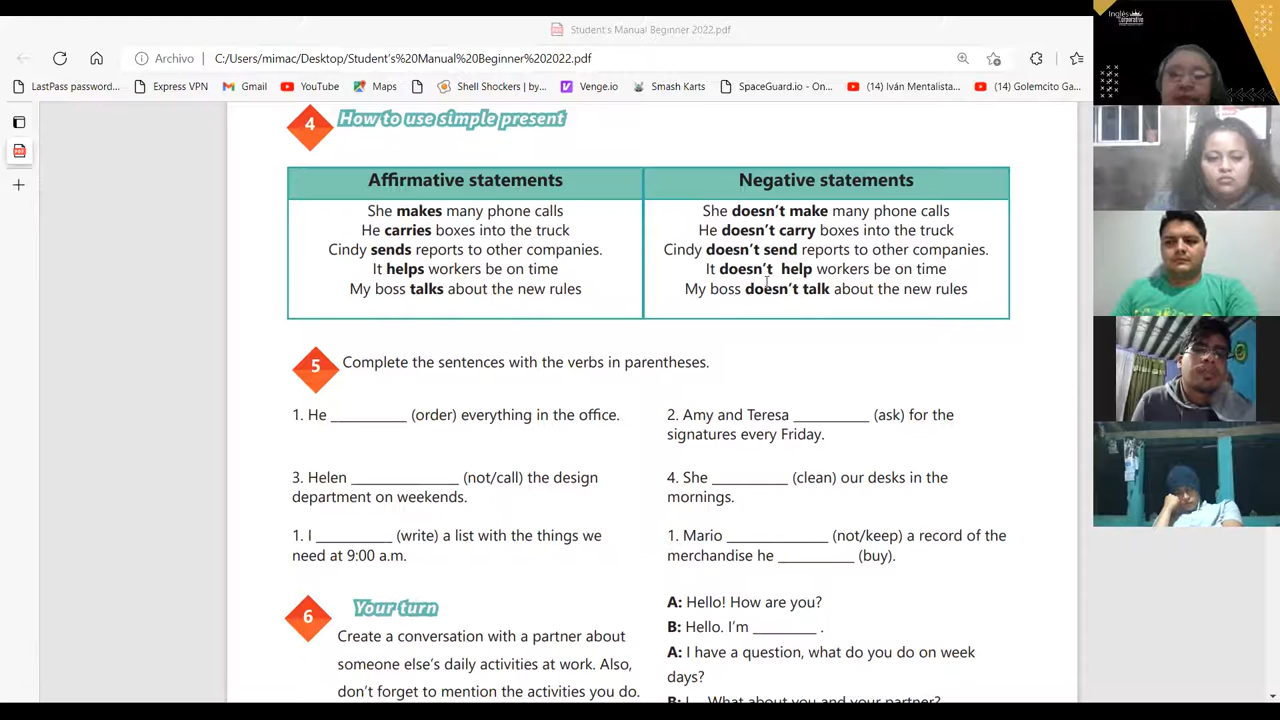 Student's Manual Beginner 2022.pdf
Archivo
C:/Users/mimac/Desktop/Student's%20Manual%20Beginner%202022.pdf
LastPass password...
Express VPN
Gmail
YouTube
Maps
Shell Shockers | by...
Venge.io
Smash Karts
SpaceGuard.io - On...
(14) Iván Mentalista...
(14) Golemcito Ga...
Inglés
Corporativo
4
How to use simple present
Affirmative statements
She makes many phone calls
He carries boxes into the truck
Cindy sends reports to other companies.
It helps workers be on time
My boss talks about the new rules
Negative statements
She doesn't make many phone calls
He doesn't carry boxes into the truck
Cindy doesn't send reports to other companies.
It doesn't help workers be on time
My boss doesn't talk about the new rules
5
Complete the sentences with the verbs in parentheses.
1. He __________ (order) everything in the office.
2. Amy and Teresa __________ (ask) for the
signatures every Friday.
3. Helen ______________ (not/call) the design
department on weekends.
4. She __________ (clean) our desks in the
mornings.
1. I __________ (write) a list with the things we
need at 9:00 a.m.
1. Mario _____________ (not/keep) a record of the
merchandise he __________ (buy).
6
Your turn
Create a conversation with a partner about
someone else's daily activities at work. Also,
don't forget to mention the activities you do.
A: Hello! How are you?
B: Hello. I'm ________ .
A: I have a question, what do you do on week
days?
B: I... What about you and your partner?